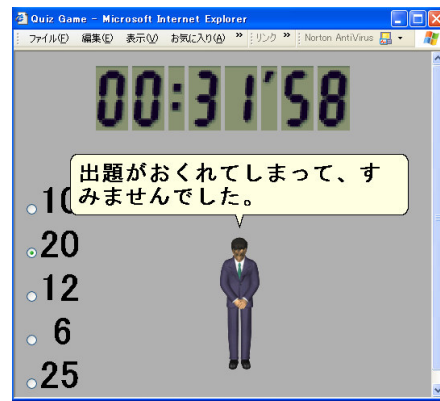 Quiz Game - Microsoft Internet Explorer
ファイル(F) 編集(E) 表示(V) お気に入り(A) » リンク » Norton AntiVirus
00:31'58
出題がおくれてしまって、す
みませんでした。
10
20
12
6
25